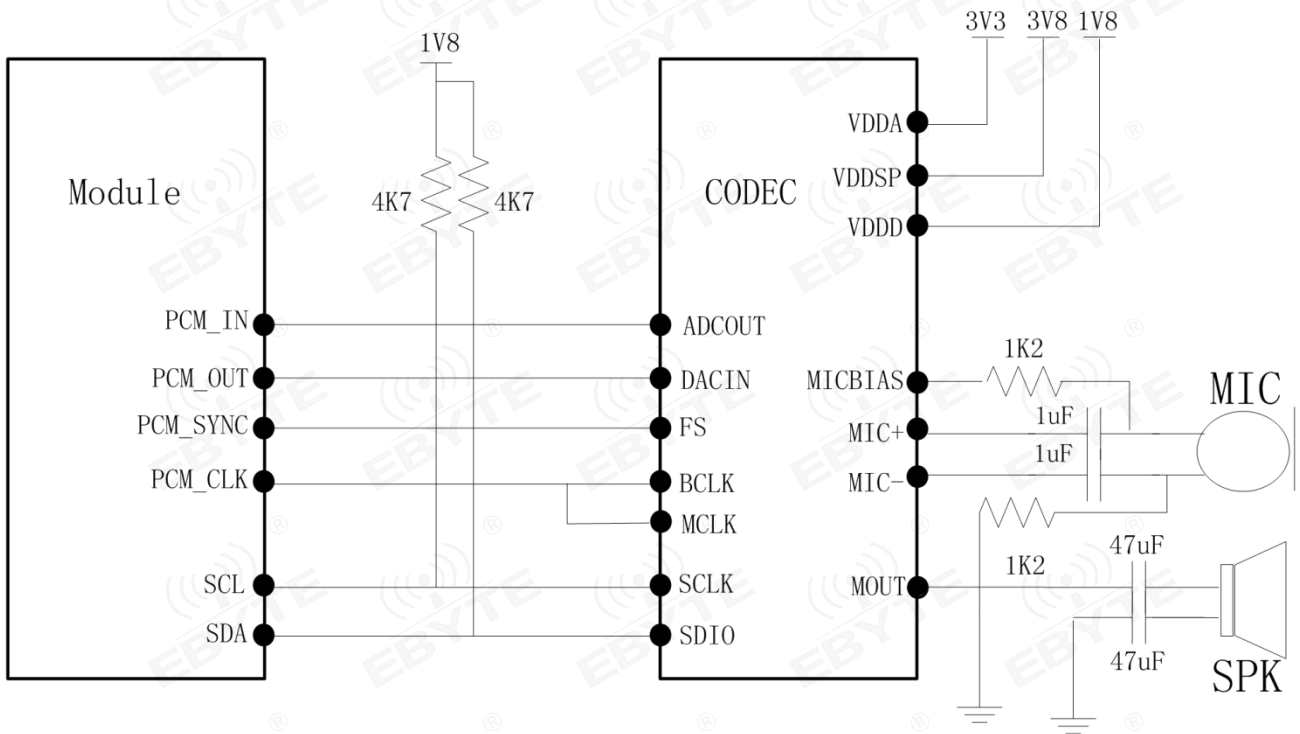 3V3 3V8 1V8
1V8
VDDA
Module
4K7
4K7
CODEC
VDDSP
VDDD
PCM_IN
ADCOUT
PCM_OUT
DACIN
MICBIAS
1K2
MIC
PCM_SYNC
FS
MIC+
1uF
1uF
PCM_CLK
BCLK
MIC-
MCLK
47uF
SCL
SCLK
MOUT
1K2
SDA
SDIO
47uF
SPK
EBYTE
®